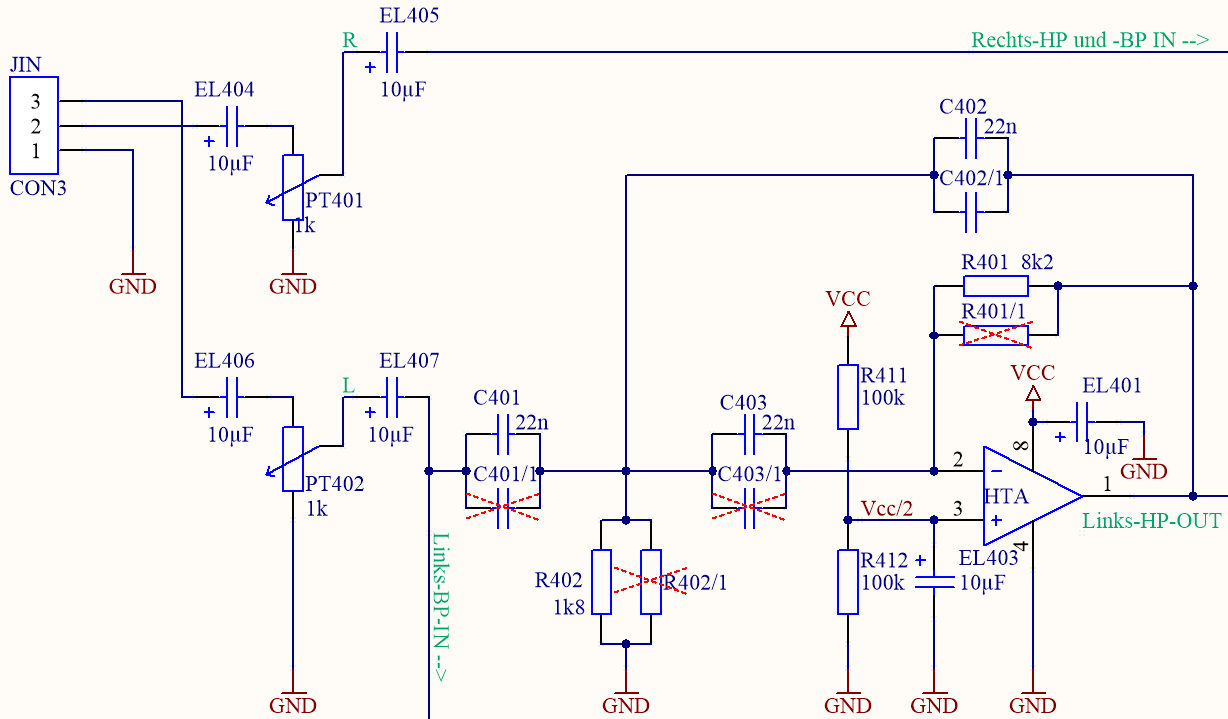 EL405
R
Rechts-HP und -BP IN -->
10µF
JIN
3
2
1
CON3
EL404
10µF
PT401
1k
GND
GND
C402
22n
C402/1
R401 8k2
R401/1
VCC
R411
100k
VCC
EL401
10µF
GND
EL406
10µF
L
EL407
10µF
PT402
1k
C401
22n
C401/1
C403
22n
C403/1
2
8
HTA
1
3
4
Vcc/2
Links-HP-OUT
Links-BP-IN -->
R402
1k8
R402/1
R412
100k
EL403
10µF
GND
GND
GND
GND
GND